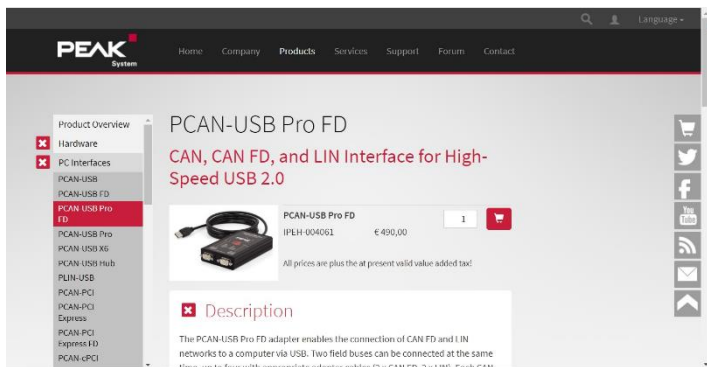 Language
PEAK
System
Home Company Products Services Support Forum Contact
Product Overview
Hardware
PC Interfaces
PCAN-USB
PCAN-USB FD
PCAN-USB Pro
FD
PCAN-USB Pro
PCAN-USB X6
PCAN-USB Hub
PLIN-USB
PCAN-PCI
PCAN-PCI
Express
PCAN-PCI
Express FD
PCAN-cPCI
PCAN-USB Pro FD
CAN, CAN FD, and LIN Interface for High-
Speed USB 2.0
PCAN-USB Pro FD
IPEH-004061 € 490,00
1
All prices are plus the at present valid value added tax!
Description
The PCAN-USB Pro FD adapter enables the connection of CAN FD and LIN
networks to a computer via USB. Two field buses can be connected at the same
You
Tube